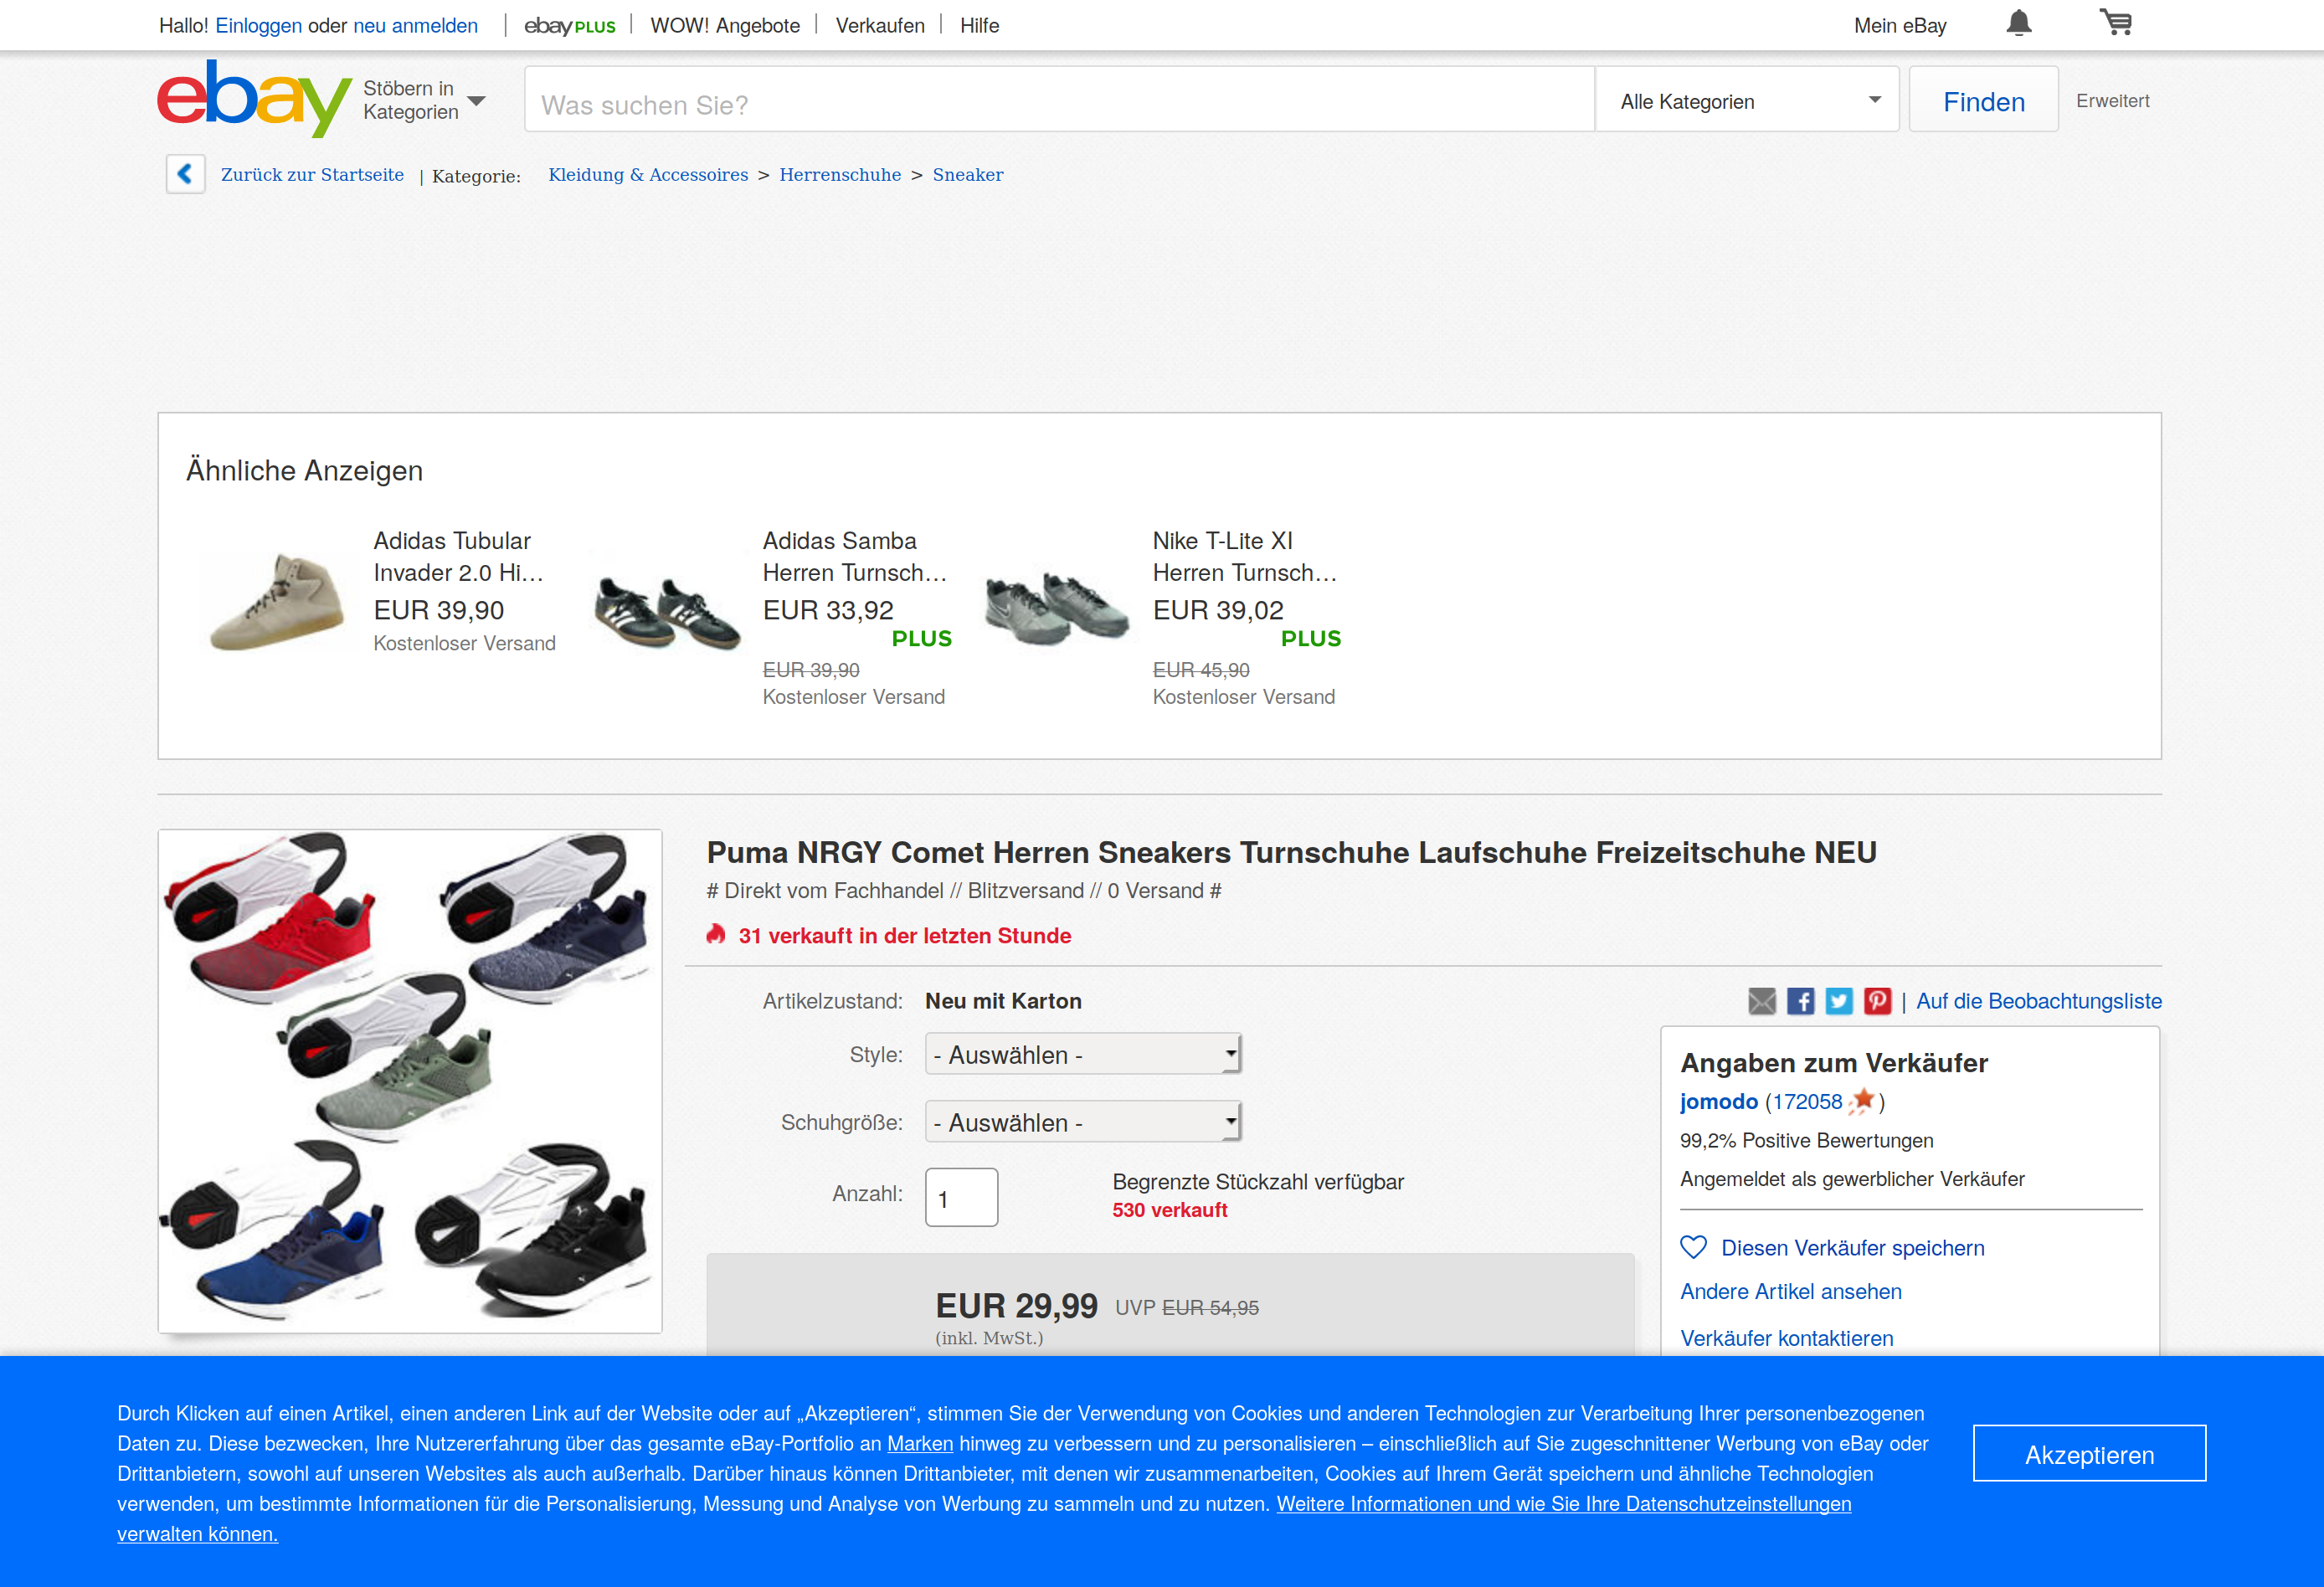 Hallo! Einloggen oder neu anmelden | ebay PLUS | WOW! Angebote | Verkaufen | Hilfe Mein eBay
ebay
Stöbern in
Kategorien
Was suchen Sie?
Alle Kategorien
Finden
Erweitert
Zurück zur Startseite | Kategorie: Kleidung & Accessoires > Herrenschuhe > Sneaker
Ähnliche Anzeigen
Adidas Tubular
Invader 2.0 Hi…
EUR 39,90
Kostenloser Versand
Adidas Samba
Herren Turnsch…
EUR 33,92
PLUS
EUR 39,90
Kostenloser Versand
Nike T-Lite XI
Herren Turnsch…
EUR 39,02
PLUS
EUR 45,90
Kostenloser Versand
Puma NRGY Comet Herren Sneakers Turnschuhe Laufschuhe Freizeitschuhe NEU
# Direkt vom Fachhandel // Blitzversand // 0 Versand #
31 verkauft in der letzten Stunde
Artikelzustand: Neu mit Karton
Style: - Auswählen -
Schuhgröße: - Auswählen -
Anzahl: 1
Begrenzte Stückzahl verfügbar
530 verkauft
EUR 29,99 UVP EUR 54,95
(inkl. MwSt.)
| Auf die Beobachtungsliste
Angaben zum Verkäufer
jomodo (172058 )
99,2% Positive Bewertungen
Angemeldet als gewerblicher Verkäufer
Diesen Verkäufer speichern
Andere Artikel ansehen
Verkäufer kontaktieren
Durch Klicken auf einen Artikel, einen anderen Link auf der Website oder auf „Akzeptieren“, stimmen Sie der Verwendung von Cookies und anderen Technologien zur Verarbeitung Ihrer personenbezogenen
Daten zu. Diese bezwecken, Ihre Nutzererfahrung über das gesamte eBay-Portfolio an Marken hinweg zu verbessern und zu personalisieren – einschließlich auf Sie zugeschnittener Werbung von eBay oder
Drittanbietern, sowohl auf unseren Websites als auch außerhalb. Darüber hinaus können Drittanbieter, mit denen wir zusammenarbeiten, Cookies auf Ihrem Gerät speichern und ähnliche Technologien
verwenden, um bestimmte Informationen für die Personalisierung, Messung und Analyse von Werbung zu sammeln und zu nutzen. Weitere Informationen und wie Sie Ihre Datenschutzeinstellungen
verwalten können.
Akzeptieren